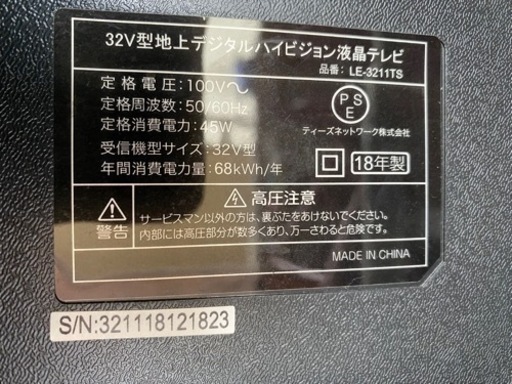 32V型地上デジタルハイビジョン液晶テレビ
品番: LE-3211TS
定格電圧:100V〜
定格周波数:50/60Hz
定格消費電力:45W
受信機型サイズ:32V型
年間消費電力量:68kWh/年
PSE
ティーズネットワーク株式会社
18年製
警告
高圧注意
サービスマン以外の方は、裏ぶたをあけないでください。
内部には高圧部分が数多くあり、万一さわると危険です。
MADE IN CHINA
S/N:321118121823